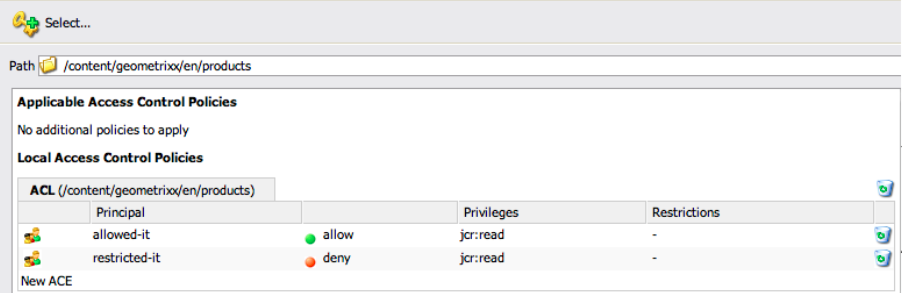 Select...
Path /content/geometrixx/en/products
Applicable Access Control Policies
No additional policies to apply
Local Access Control Policies
ACL (/content/geometrixx/en/products)
Principal Privileges Restrictions
allowed-it allow jcr:read -
restricted-it deny jcr:read -
New ACE